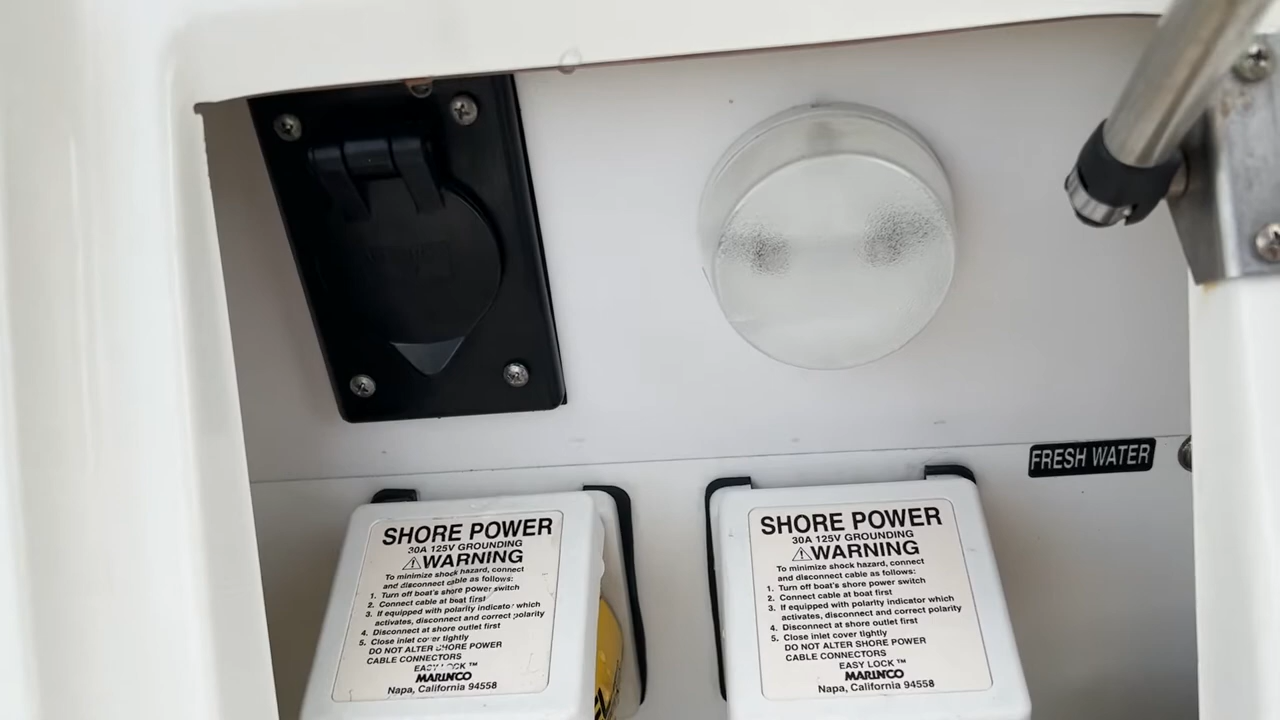 FRESH WATER
SHORE POWER
30A 125V GROUNDING
⚠WARNING
To minimize shock hazard, connect
and disconnect cable as follows:
1. Turn off boat's shore power switch
2. Connect cable at boat first
3. If equipped with polarity indicator which
activates, disconnect and correct polarity
4. Disconnect at shore outlet first
5. Close inlet cover tightly
DO NOT ALTER SHORE POWER
CABLE CONNECTORS
EASY LOCK™
MARINCO
Napa, California 94558
SHORE POWER
30A 125V GROUNDING
⚠WARNING
To minimize shock hazard, connect
and disconnect cable as follows:
1. Turn off boat's shore power switch
2. Connect cable at boat first
3. If equipped with polarity indicator which
activates, disconnect and correct polarity
4. Disconnect at shore outlet first
5. Close inlet cover tightly
DO NOT ALTER SHORE POWER
CABLE CONNECTORS
EASY LOCK™
MARINCO
Napa, California 94558